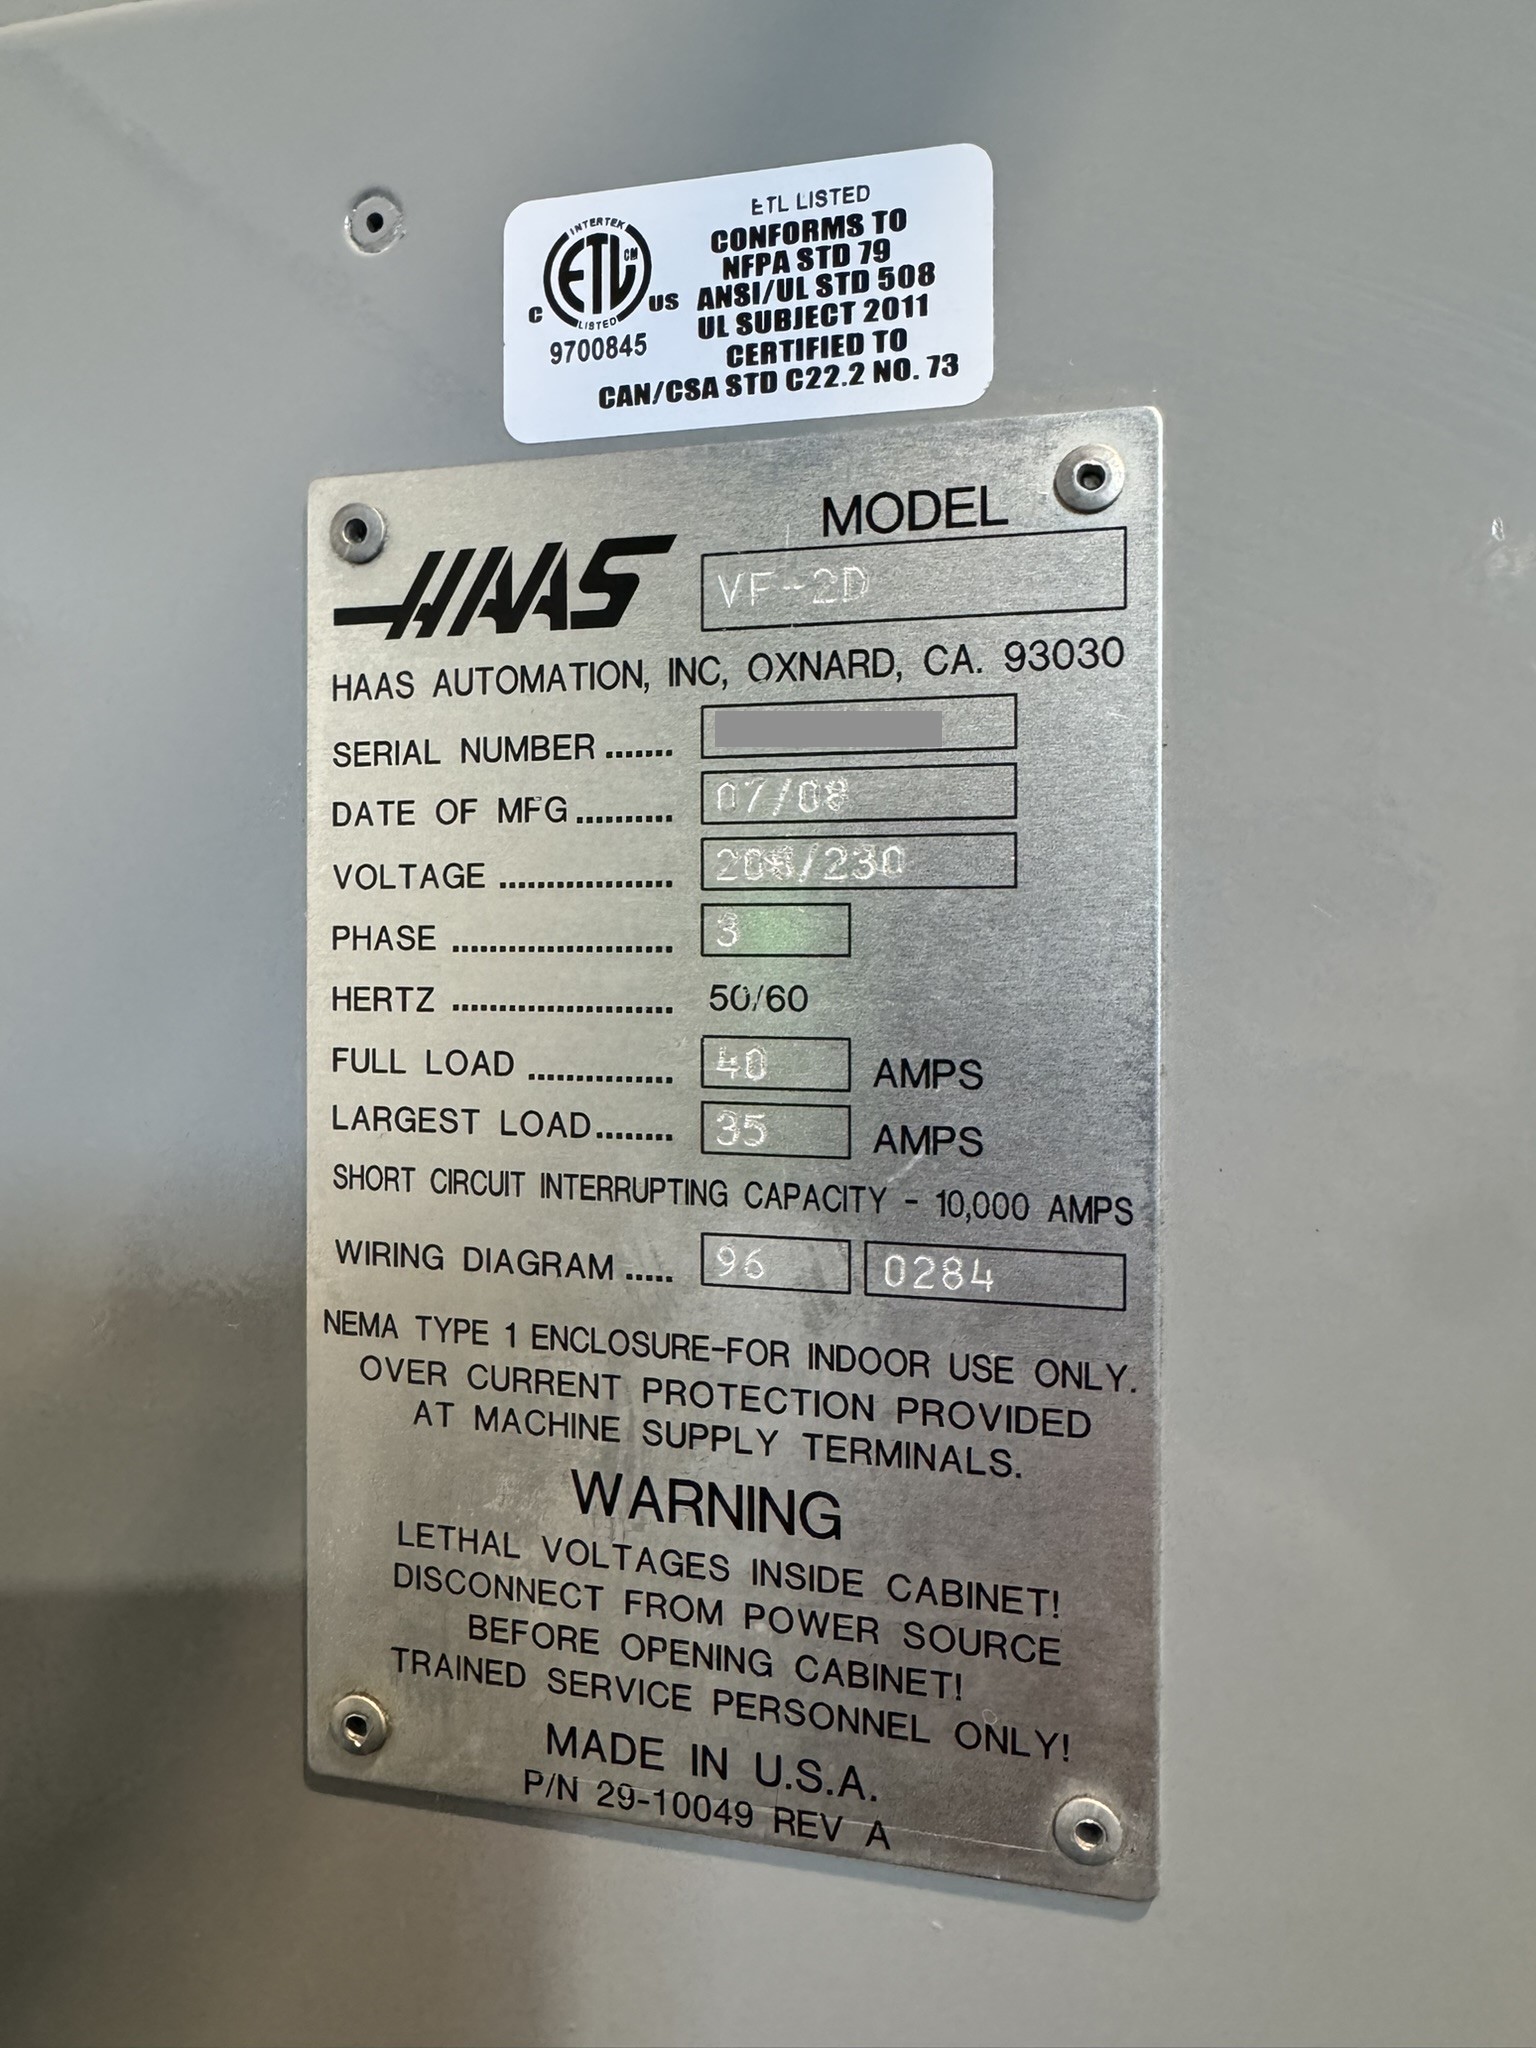 ETL LISTED
CONFORMS TO
NFPA STD 79
ANSI/UL STD 508
UL SUBJECT 2011
CERTIFIED TO
CAN/CSA STD C22.2 NO. 73
INTERTEK
ETL CM
LISTED
C US
9700845
MODEL
HAAS VF-2D
HAAS AUTOMATION, INC, OXNARD, CA. 93030
SERIAL NUMBER .......
DATE OF MFG .......... 07/08
VOLTAGE .................. 208/230
PHASE ....................... 3
HERTZ ....................... 50/60
FULL LOAD ............... 40 AMPS
LARGEST LOAD ........ 35 AMPS
SHORT CIRCUIT INTERRUPTING CAPACITY - 10,000 AMPS
WIRING DIAGRAM ..... 96 0284
NEMA TYPE 1 ENCLOSURE-FOR INDOOR USE ONLY.
OVER CURRENT PROTECTION PROVIDED
AT MACHINE SUPPLY TERMINALS.
WARNING
LETHAL VOLTAGES INSIDE CABINET!
DISCONNECT FROM POWER SOURCE
BEFORE OPENING CABINET!
TRAINED SERVICE PERSONNEL ONLY!
MADE IN U.S.A.
P/N 29-10049 REV A